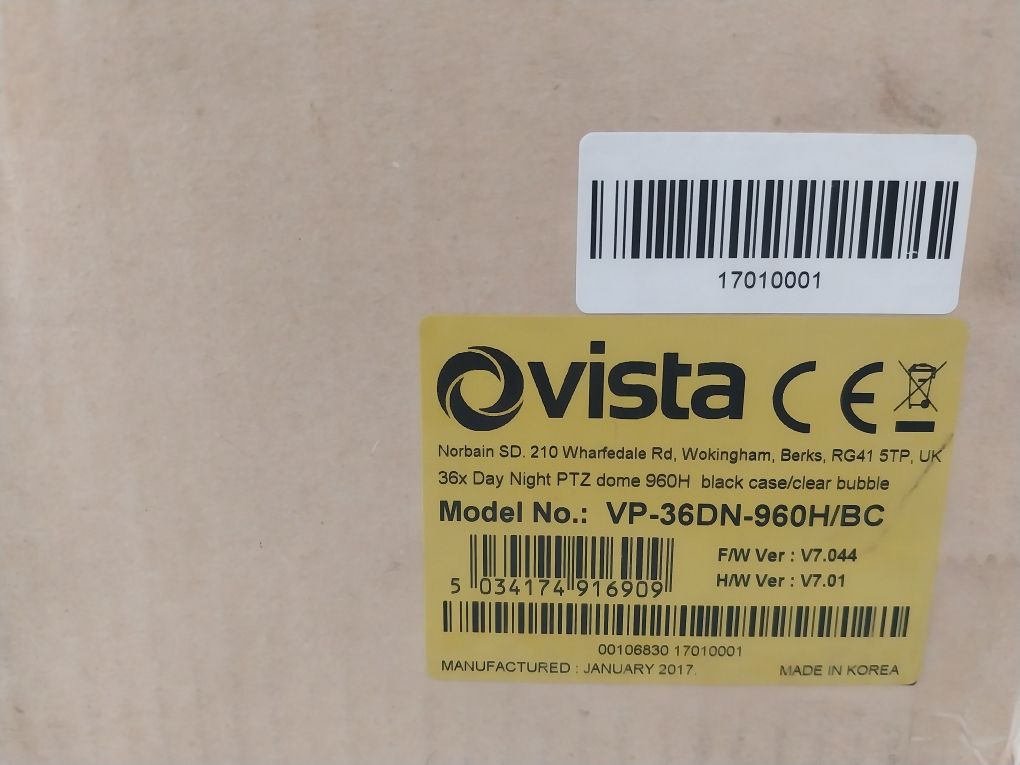 17010001
vista CE
Norbain SD. 210 Wharfedale Rd, Wokingham, Berks, RG41 5TP, UK
36x Day Night PTZ dome 960H black case/clear bubble
Model No.: VP-36DN-960H/BC
F/W Ver : V7.044
H/W Ver : V7.01
5 034174 916909
00106830 17010001
MANUFACTURED : JANUARY 2017. MADE IN KOREA